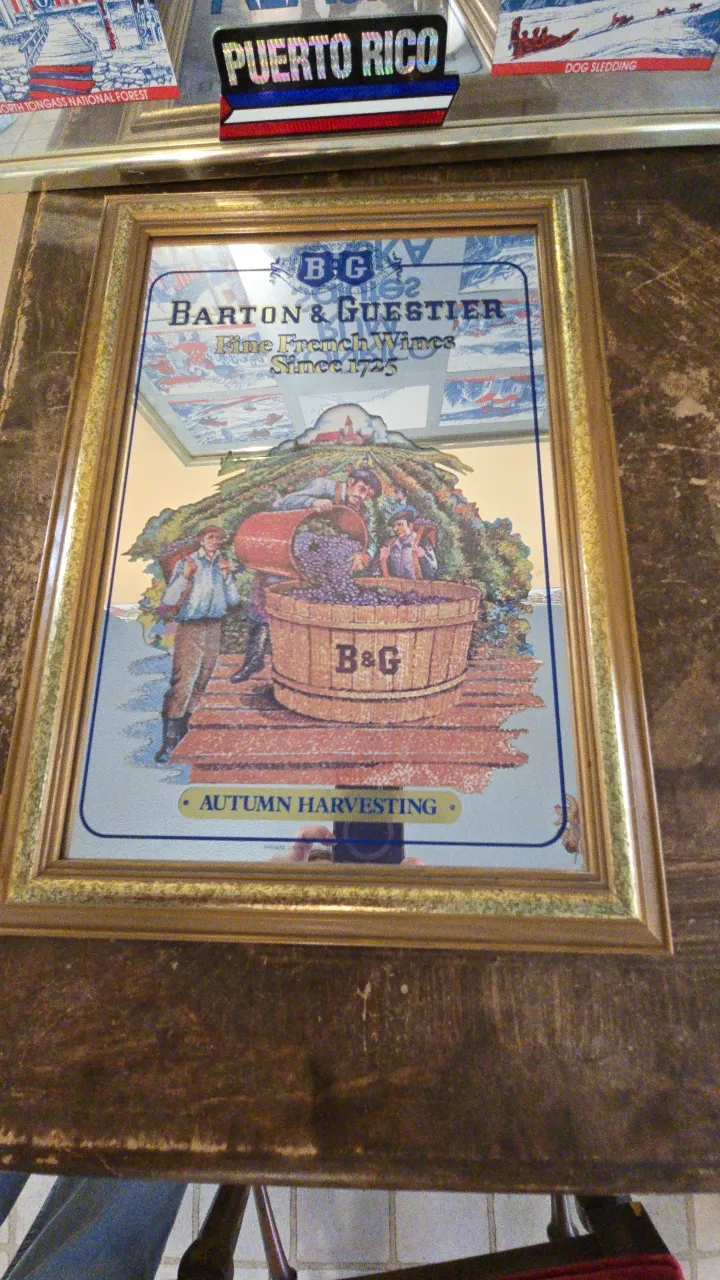 NORTH TONGASS NATIONAL FOREST
PUERTO RICO
DOG SLEDDING
B·G
BARTON & GUESTIER
Fine French Wines
Since 1725
B&G
• AUTUMN HARVESTING •